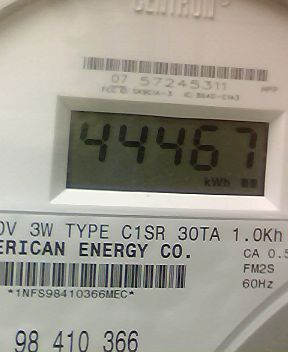 CENTRON®
07 57245311
44467
kWh
0V 3W TYPE C1SR 30TA 1.0Kh
ERICAN ENERGY CO.
CA 0.5
FM2S
60Hz
*1NFS98410366MEC*
98 410 366